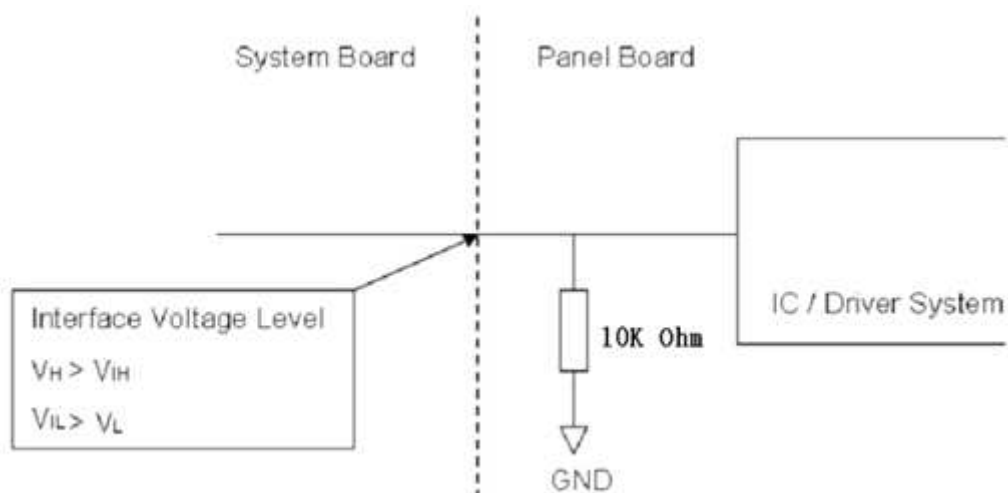 System Board
Panel Board
Interface Voltage Level
VH > VIH
VIL > VL
10K Ohm
IC / Driver System
GND